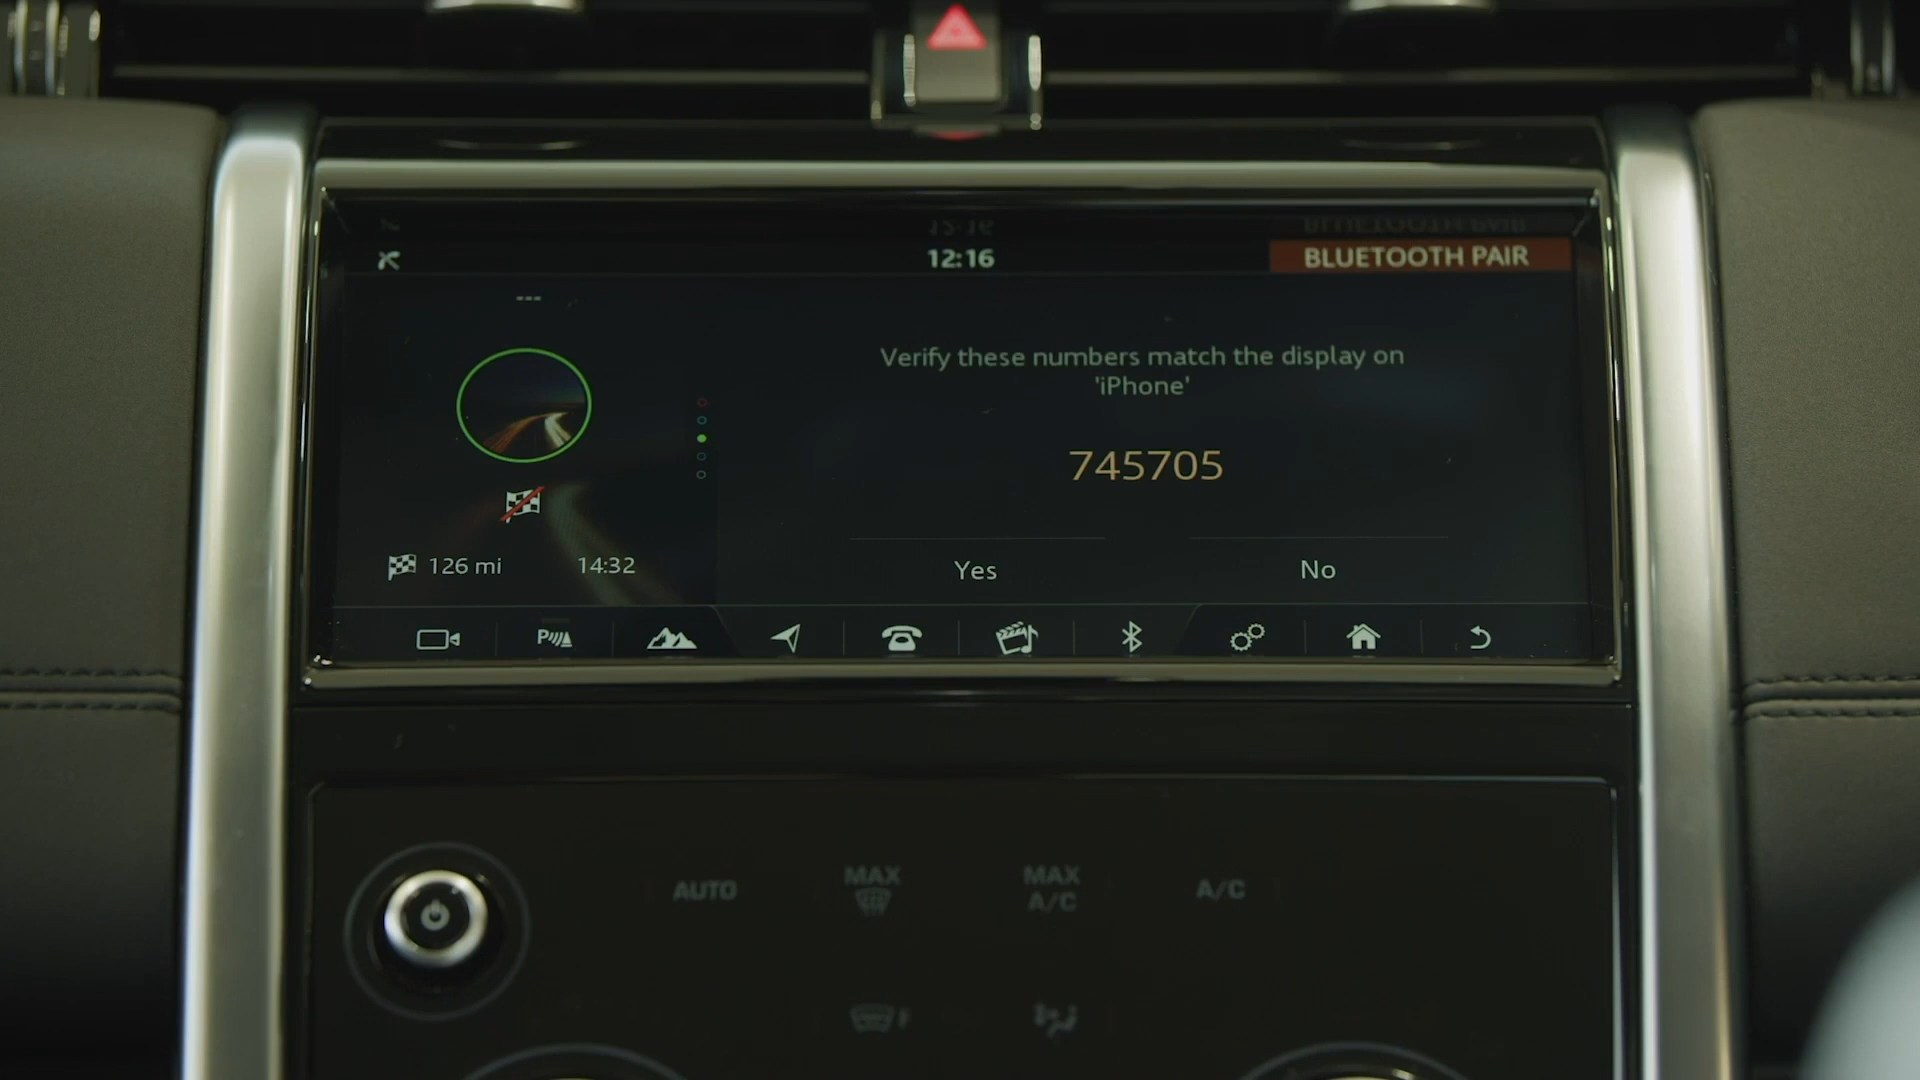 12:16
BLUETOOTH PAIR
---
Verify these numbers match the display on
'iPhone'
745705
126 mi
14:32
Yes
No
P
AUTO
MAX
MAX
A/C
A/C